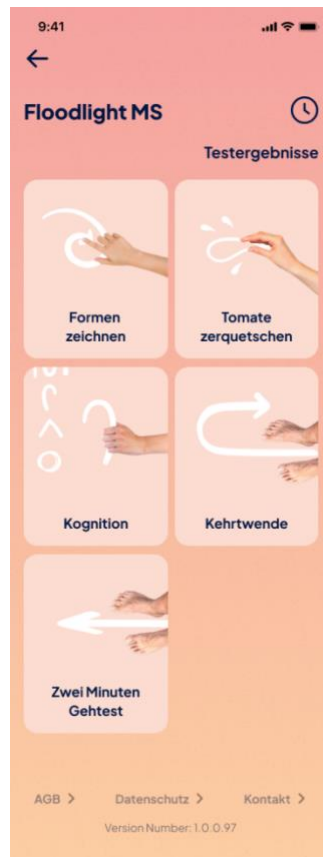 9:41
Floodlight MS
Testergebnisse
Formen
zeichnen
Tomate
zerquetschen
Kognition
Kehrtwende
Zwei Minuten
Gehtest
AGB > Datenschutz > Kontakt >
Version Number: 1.0.0.97